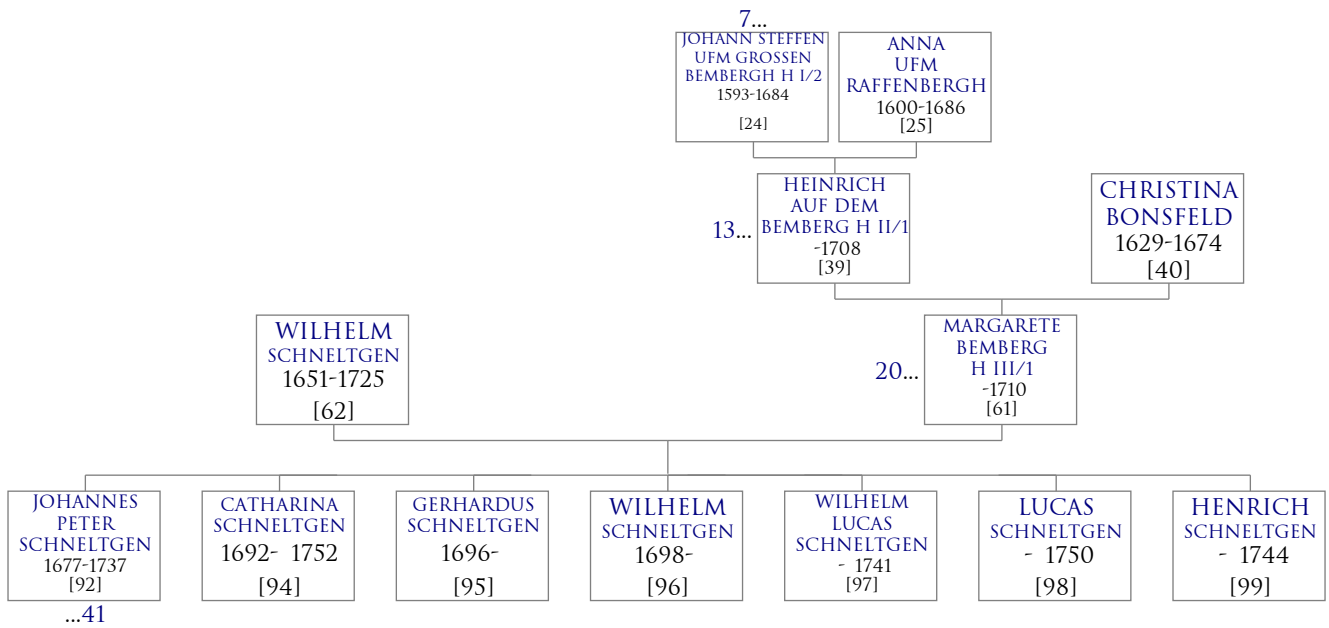 7...
JOHANN STEFFEN
UFM GROSSEN
BEMBERGH H I/2
1593-1684
[24]
ANNA
UFM
RAFFENBERGH
1600-1686
[25]
13...
HEINRICH
AUF DEM
BEMBERG H II/1
-1708
[39]
CHRISTINA
BONSFELD
1629-1674
[40]
WILHELM
SCHNELTGEN
1651-1725
[62]
20...
MARGARETE
BEMBERG
H III/1
-1710
[61]
JOHANNES
PETER
SCHNELTGEN
1677-1737
[92]
...41
CATHARINA
SCHNELTGEN
1692- 1752
[94]
GERHARDUS
SCHNELTGEN
1696-
[95]
WILHELM
SCHNELTGEN
1698-
[96]
WILHELM
LUCAS
SCHNELTGEN
- 1741
[97]
LUCAS
SCHNELTGEN
- 1750
[98]
HENRICH
SCHNELTGEN
- 1744
[99]